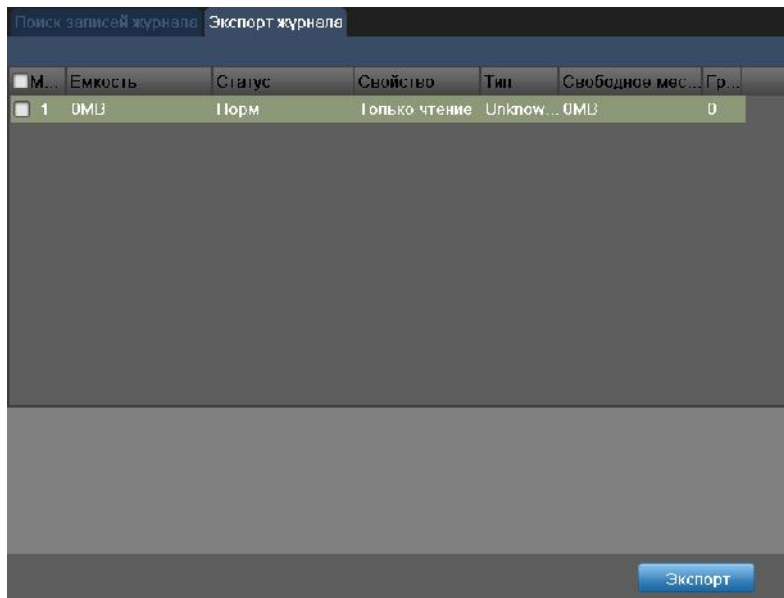 Поиск записей журнала Экспорт журнала
М... Емкость Статус Свойство Тип Свободное мес... Гр...
1 0MB Норм Только чтение Unknow... 0MB 0
Экспорт